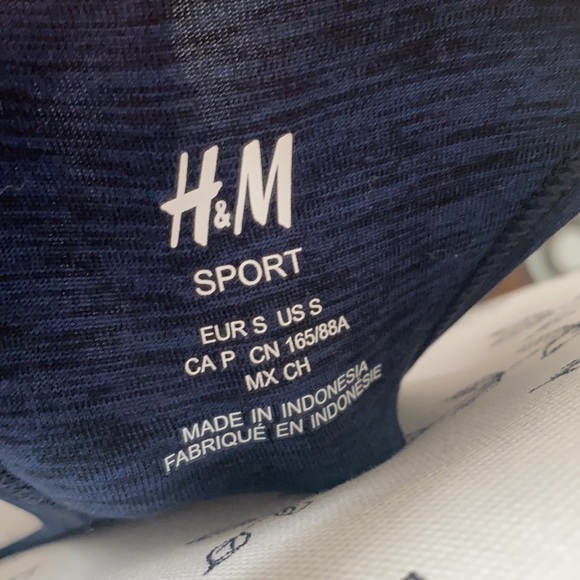 H&M
SPORT
EUR S US S
CA P CN 165/88A
MX CH
MADE IN INDONESIA
FABRIQUÉ EN INDONÉSIE